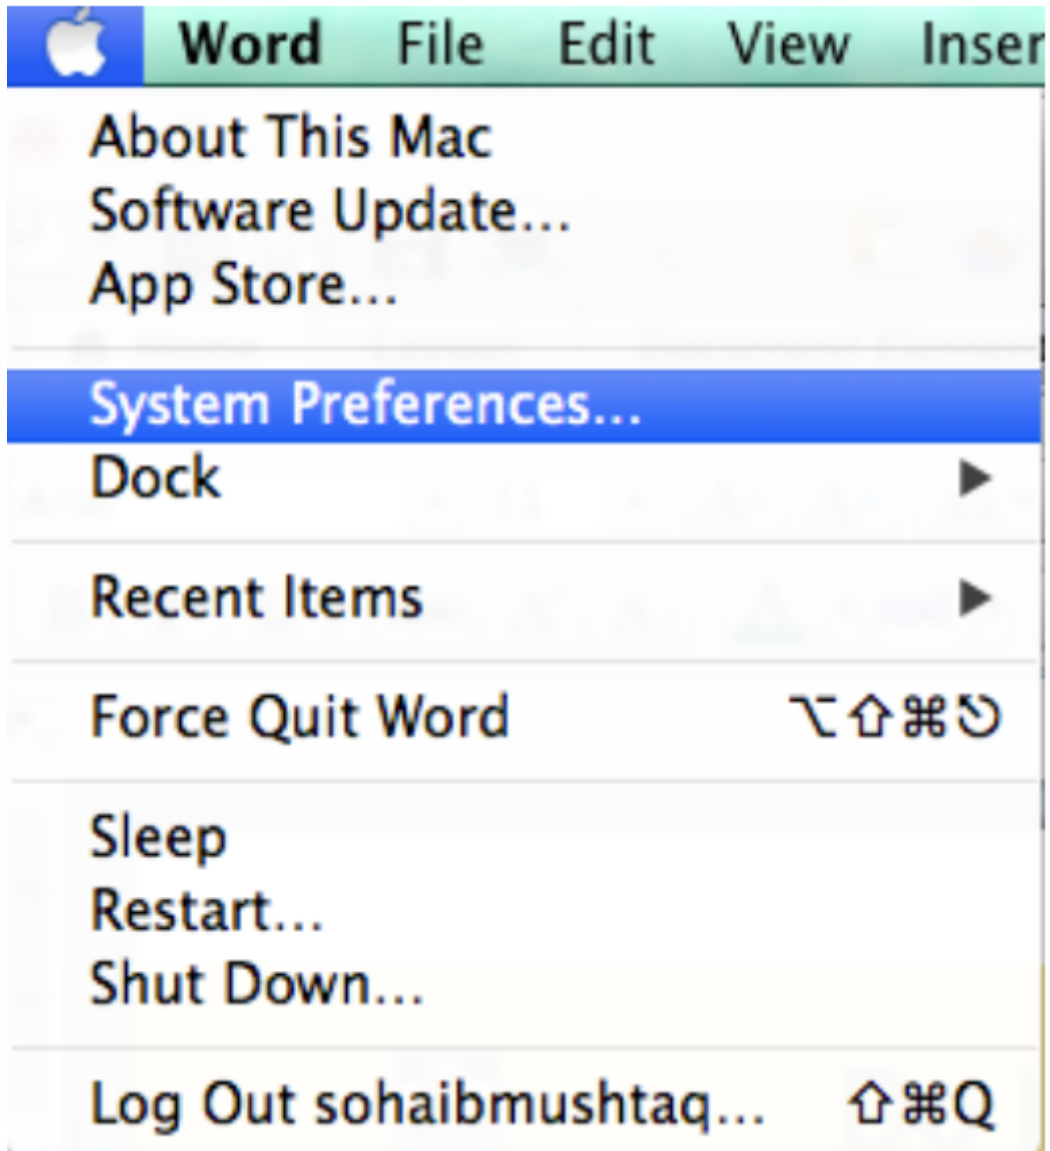 Word File Edit View Inser
About This Mac
Software Update...
App Store...
System Preferences...
Dock ▶
Recent Items ▶
Force Quit Word ⌥⇧⌘⎋
Sleep
Restart...
Shut Down...
Log Out sohaibmushtaq... ⇧⌘Q